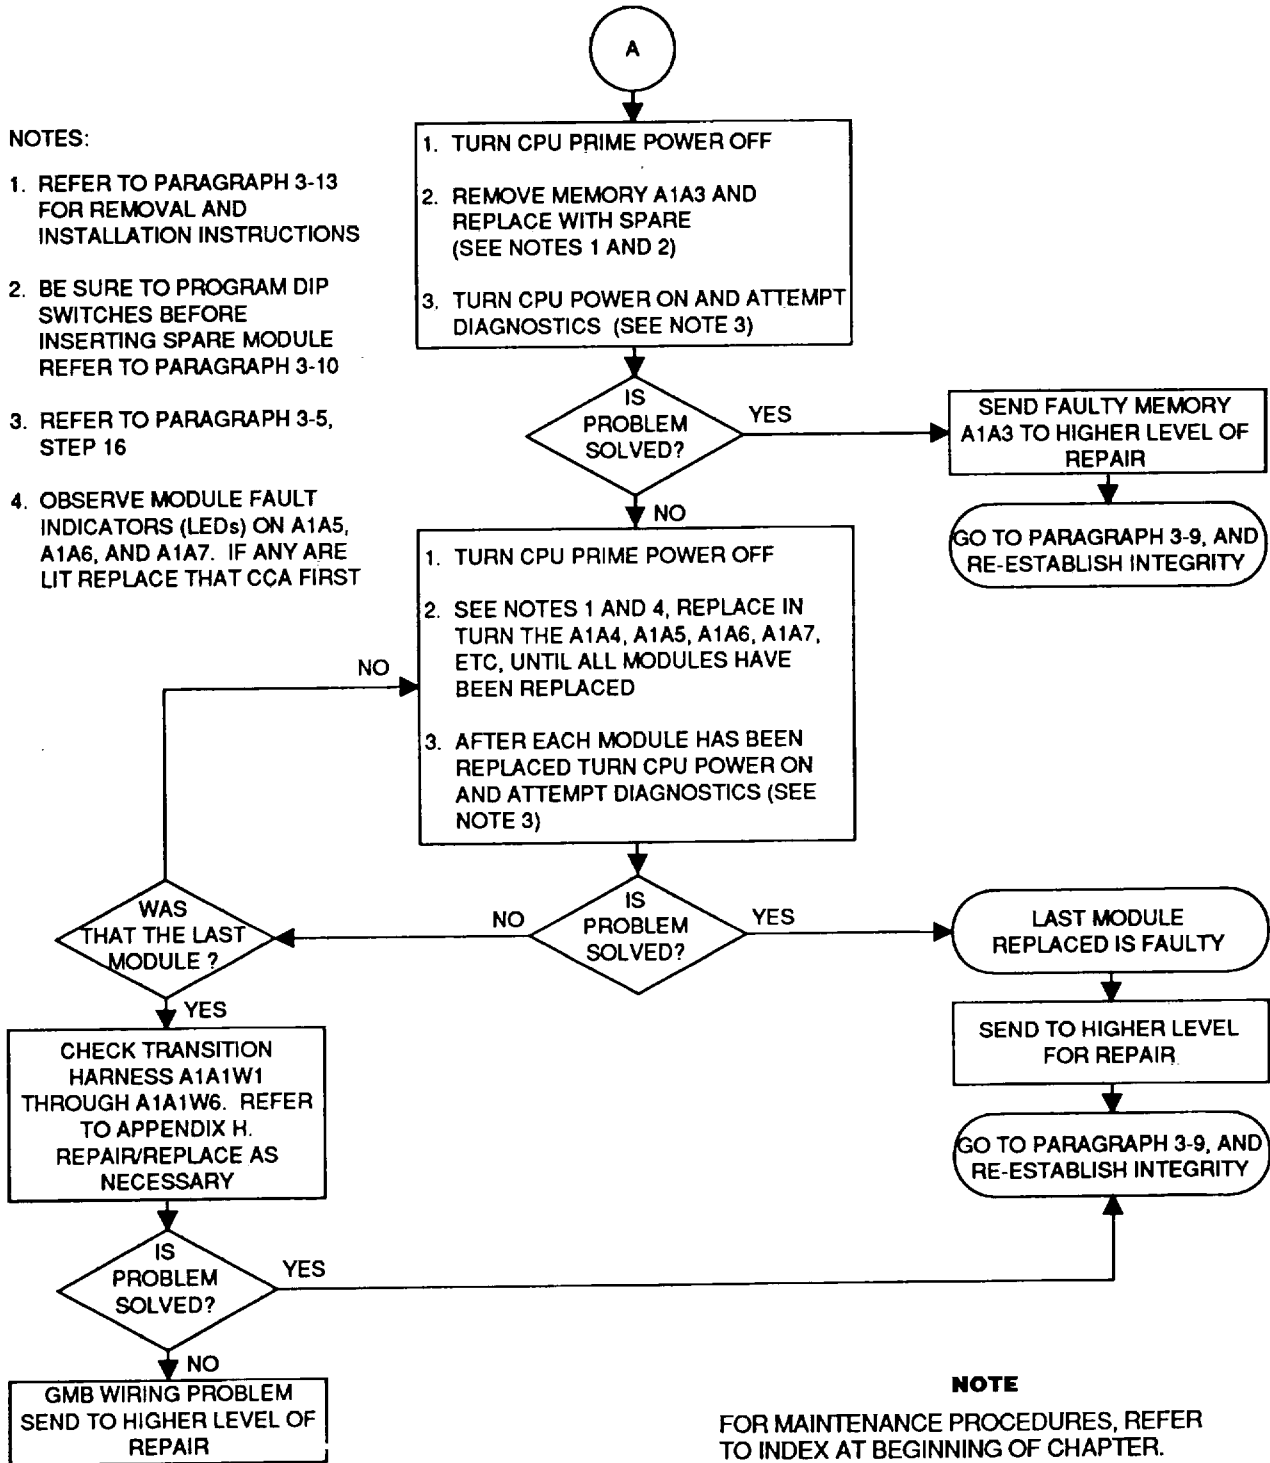 A
NOTES:
1. REFER TO PARAGRAPH 3-13
FOR REMOVAL AND
INSTALLATION INSTRUCTIONS
2. BE SURE TO PROGRAM DIP
SWITCHES BEFORE
INSERTING SPARE MODULE
REFER TO PARAGRAPH 3-10
3. REFER TO PARAGRAPH 3-5,
STEP 16
4. OBSERVE MODULE FAULT
INDICATORS (LEDs) ON A1A5,
A1A6, AND A1A7. IF ANY ARE
LIT REPLACE THAT CCA FIRST
1. TURN CPU PRIME POWER OFF
2. REMOVE MEMORY A1A3 AND
REPLACE WITH SPARE
(SEE NOTES 1 AND 2)
3. TURN CPU POWER ON AND ATTEMPT
DIAGNOSTICS (SEE NOTE 3)
IS
PROBLEM
SOLVED?
YES
SEND FAULTY MEMORY
A1A3 TO HIGHER LEVEL OF
REPAIR
GO TO PARAGRAPH 3-9, AND
RE-ESTABLISH INTEGRITY
NO
1. TURN CPU PRIME POWER OFF
2. SEE NOTES 1 AND 4, REPLACE IN
TURN THE A1A4, A1A5, A1A6, A1A7,
ETC, UNTIL ALL MODULES HAVE
BEEN REPLACED
3. AFTER EACH MODULE HAS BEEN
REPLACED TURN CPU POWER ON
AND ATTEMPT DIAGNOSTICS (SEE
NOTE 3)
NO
IS
PROBLEM
SOLVED?
YES
LAST MODULE
REPLACED IS FAULTY
SEND TO HIGHER LEVEL
FOR REPAIR
GO TO PARAGRAPH 3-9, AND
RE-ESTABLISH INTEGRITY
NO
WAS
THAT THE LAST
MODULE ?
YES
CHECK TRANSITION
HARNESS A1A1W1
THROUGH A1A1W6. REFER
TO APPENDIX H.
REPAIR/REPLACE AS
NECESSARY
IS
PROBLEM
SOLVED?
YES
NO
GMB WIRING PROBLEM
SEND TO HIGHER LEVEL OF
REPAIR
NOTE
FOR MAINTENANCE PROCEDURES, REFER
TO INDEX AT BEGINNING OF CHAPTER.